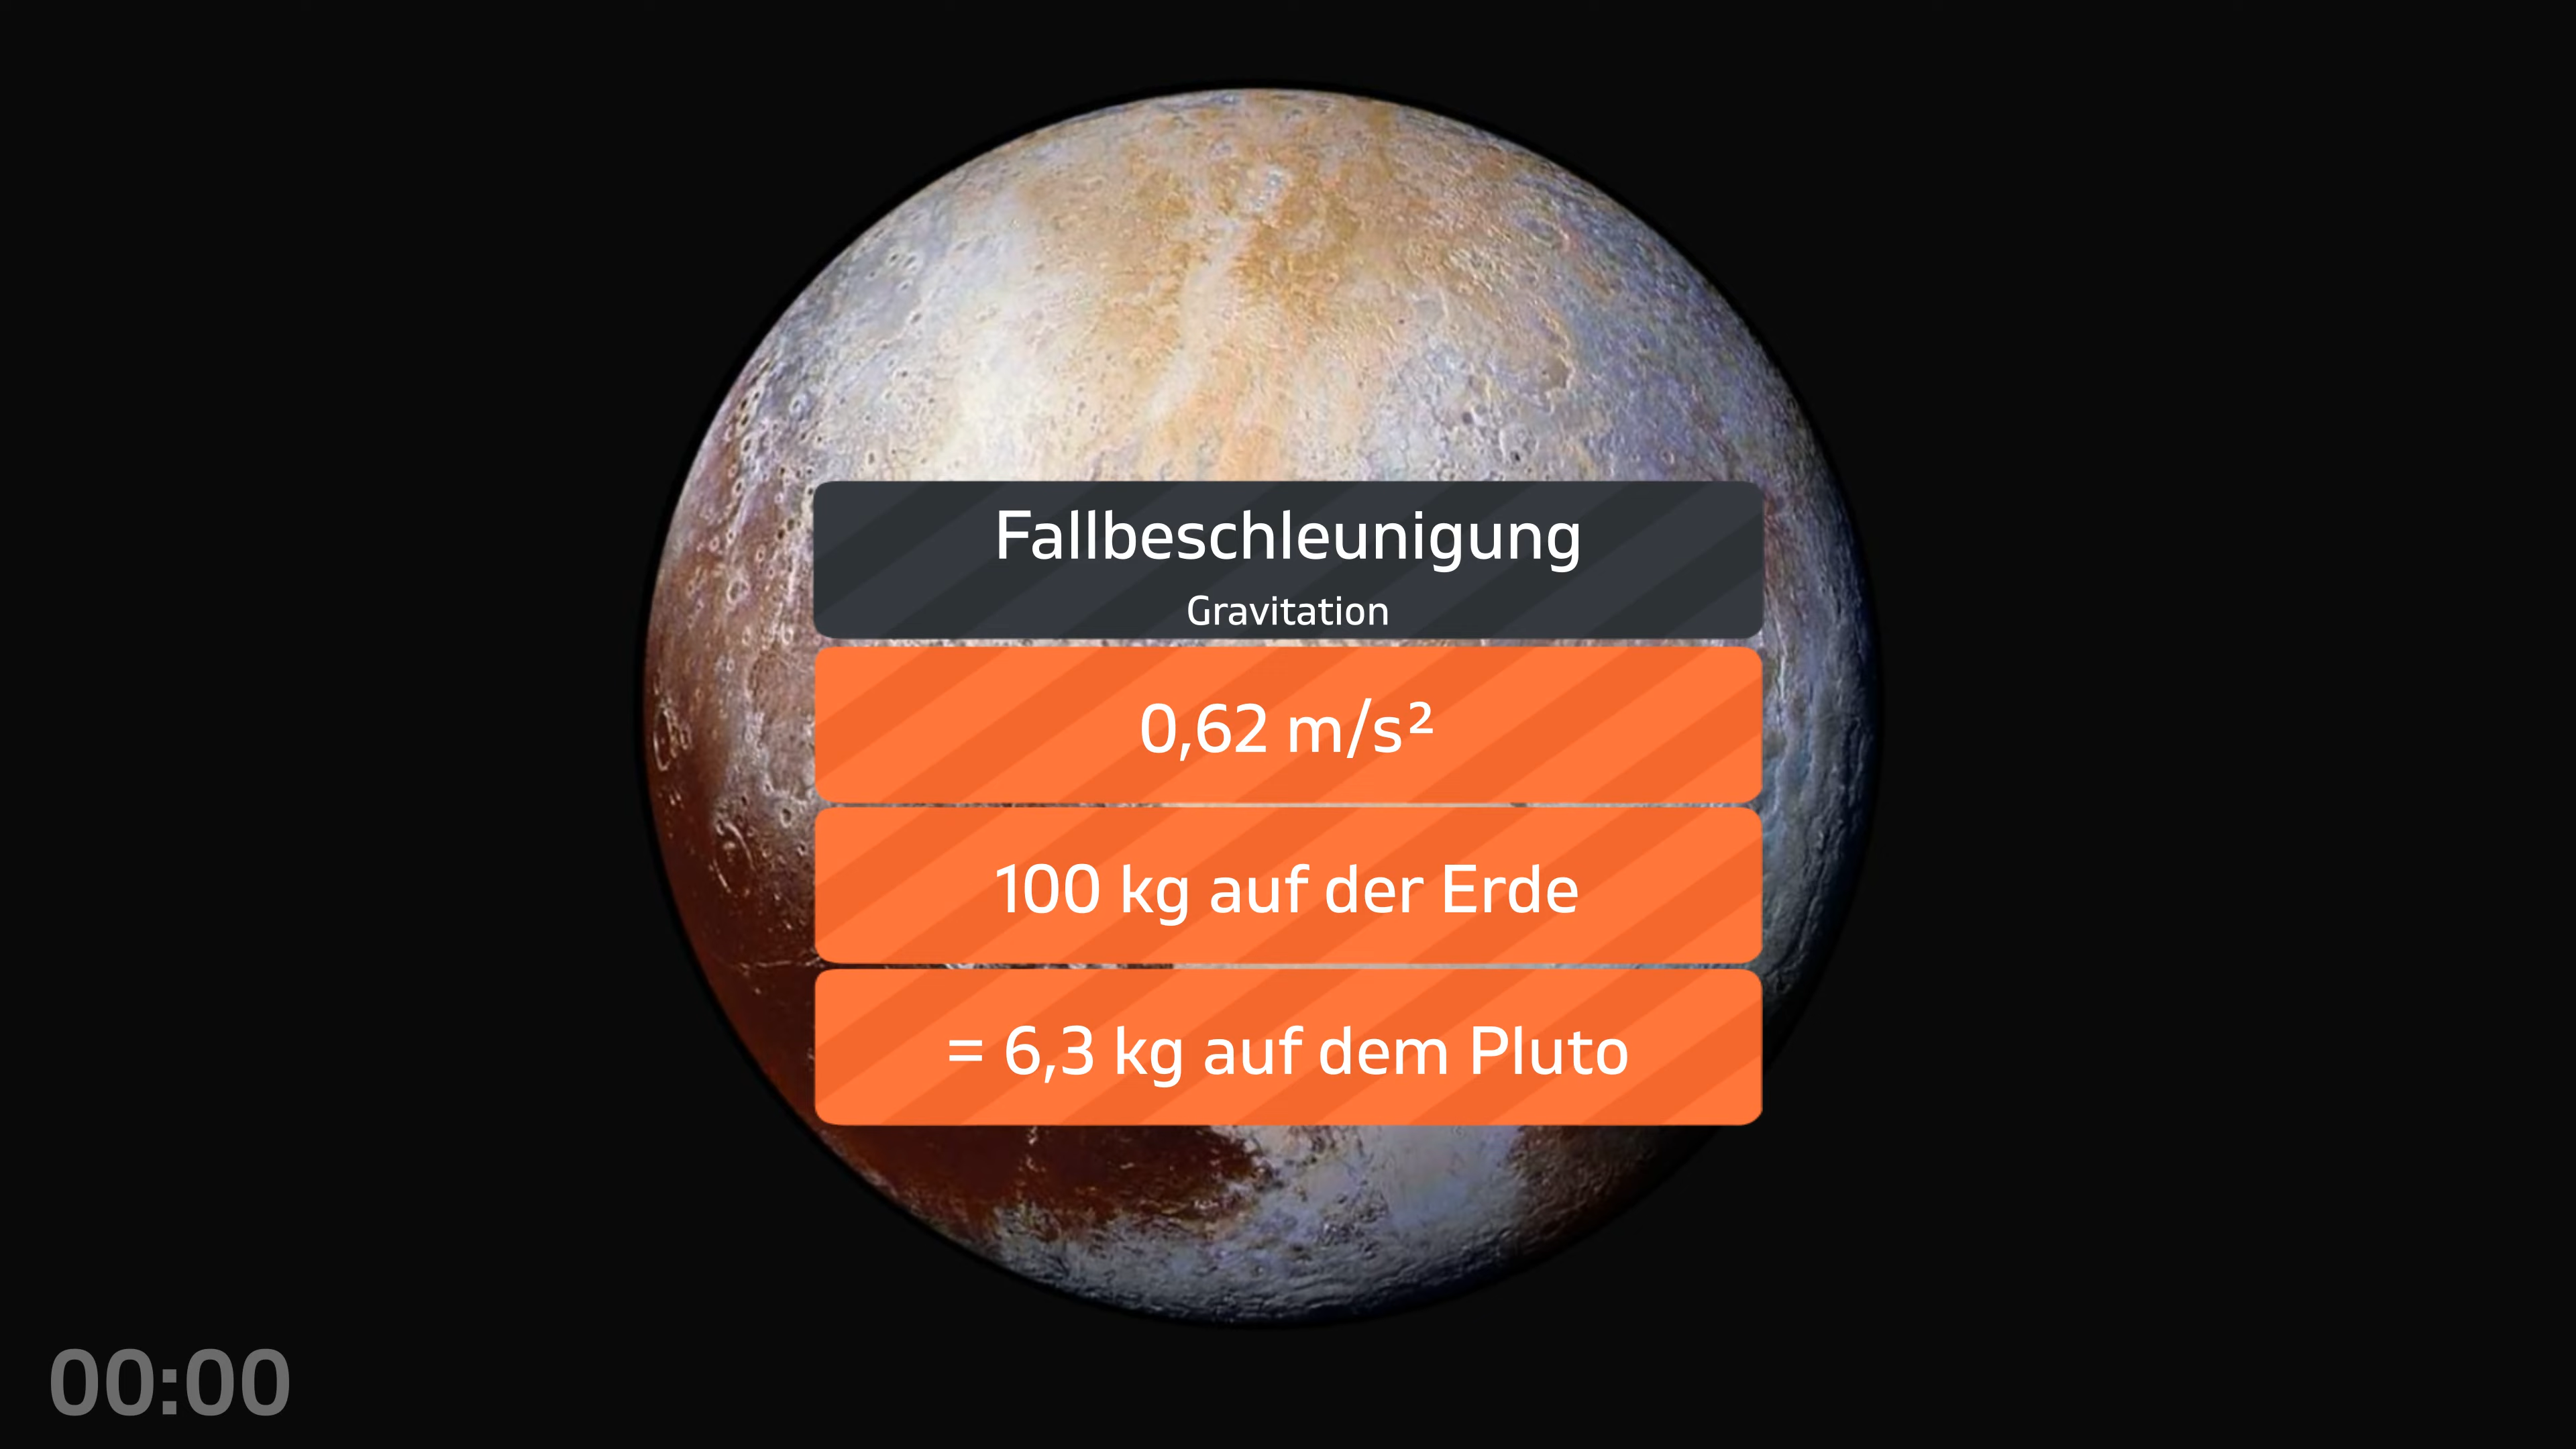 Fallbeschleunigung
Gravitation
0,62 m/s²
100 kg auf der Erde
= 6,3 kg auf dem Pluto
00:00